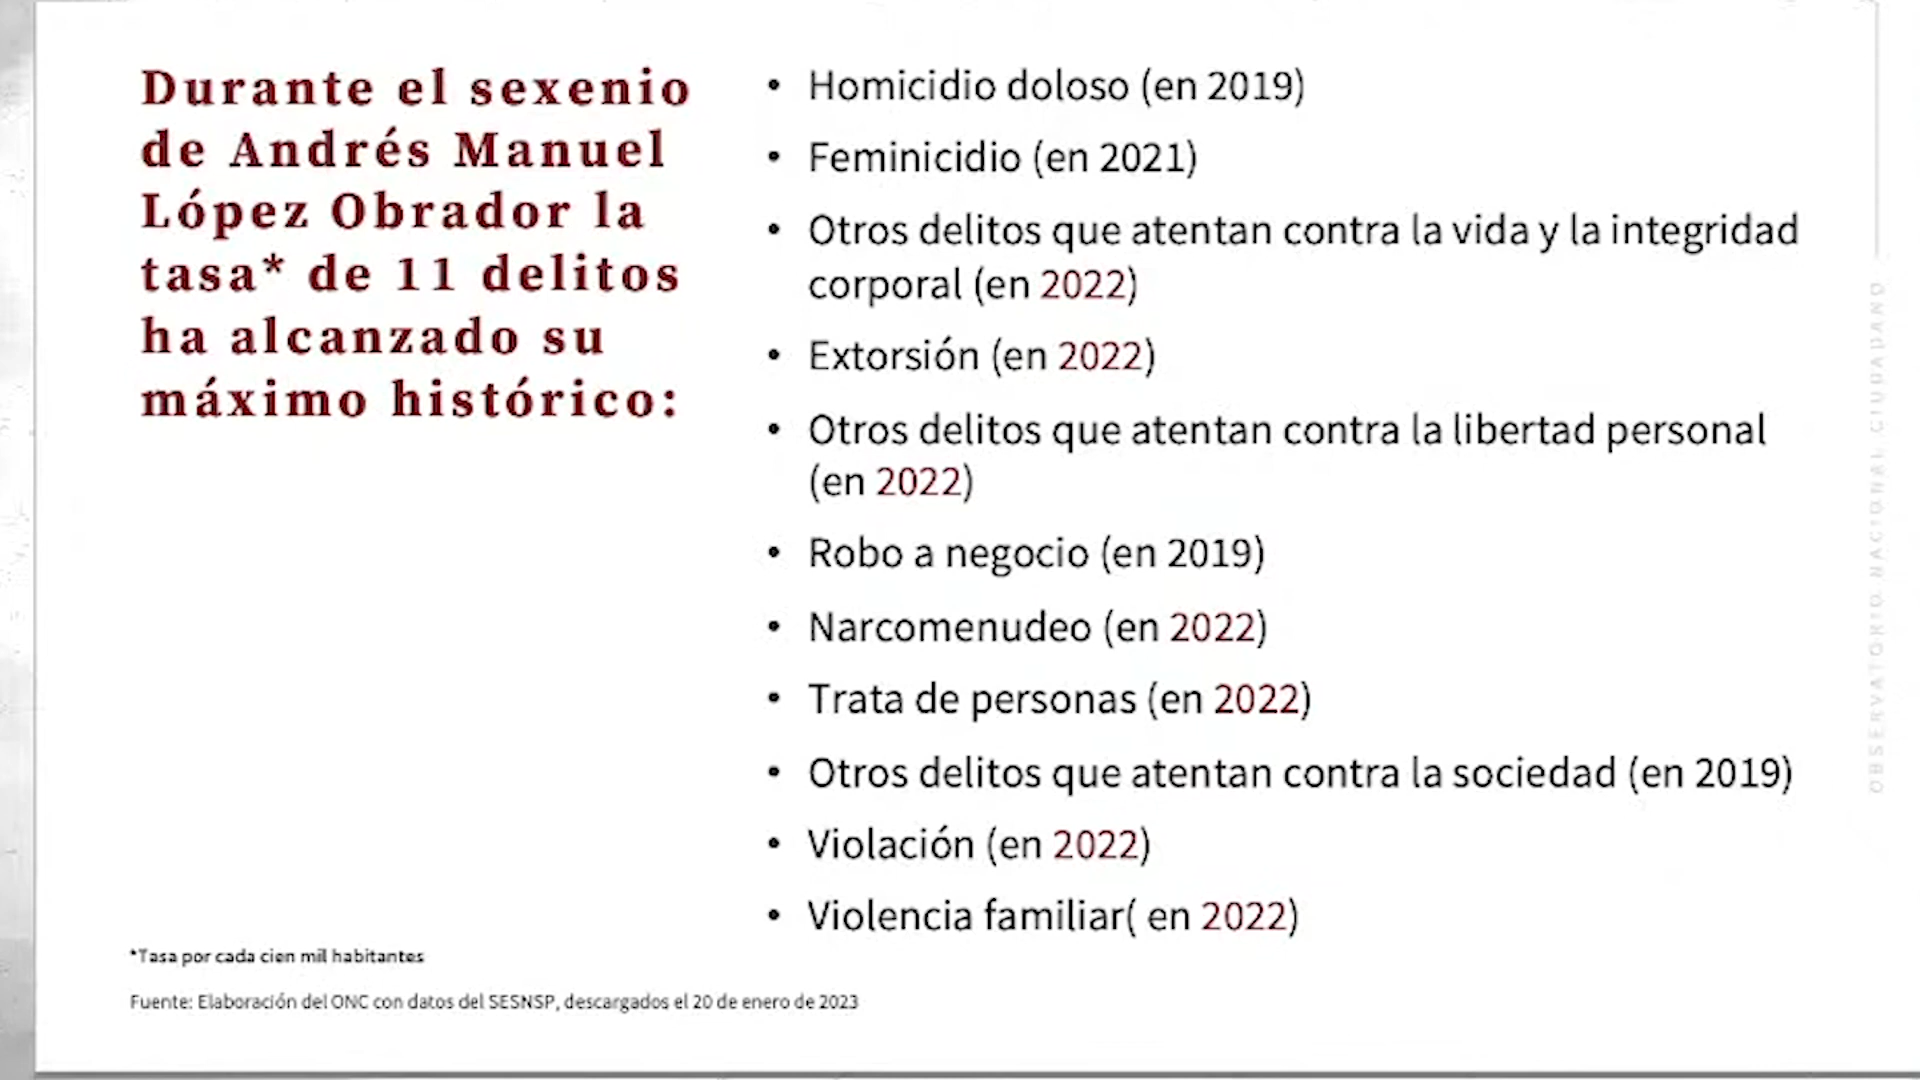 Durante el sexenio
de Andrés Manuel
López Obrador la
tasa* de 11 delitos
ha alcanzado su
máximo histórico:
• Homicidio doloso (en 2019)
• Feminicidio (en 2021)
• Otros delitos que atentan contra la vida y la integridad
corporal (en 2022)
• Extorsión (en 2022)
• Otros delitos que atentan contra la libertad personal
(en 2022)
• Robo a negocio (en 2019)
• Narcomenudeo (en 2022)
• Trata de personas (en 2022)
• Otros delitos que atentan contra la sociedad (en 2019)
• Violación (en 2022)
• Violencia familiar( en 2022)
*Tasa por cada cien mil habitantes
Fuente: Elaboración del ONC con datos del SESNSP, descargados el 20 de enero de 2023
OBSERVATORIO NACIONAL CIUDADANO